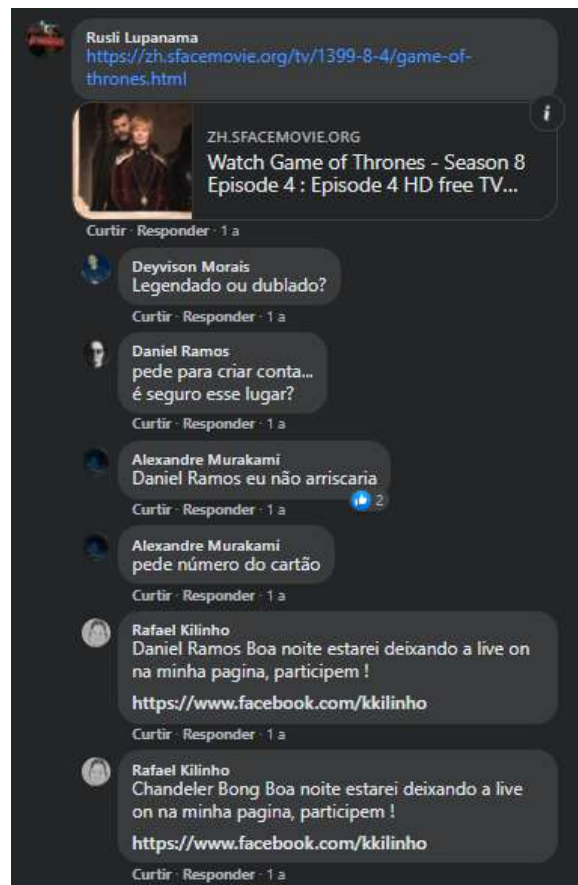 Rusli Lupanama
https://zh.sfacemovie.org/tv/1399-8-4/game-of-
thrones.html
i
ZH.SFACEMOVIE.ORG
Watch Game of Thrones - Season 8
Episode 4 : Episode 4 HD free TV...
Curtir · Responder · 1 a
Deyvison Morais
Legendado ou dublado?
Curtir · Responder · 1 a
Daniel Ramos
pede para criar conta...
é seguro esse lugar?
Curtir · Responder · 1 a
Alexandre Murakami
Daniel Ramos eu não arriscaria
2
Curtir · Responder · 1 a
Alexandre Murakami
pede número do cartão
Curtir · Responder · 1 a
Rafael Kilinho
Daniel Ramos Boa noite estarei deixando a live on
na minha pagina, participem !
https://www.facebook.com/kkilinho
Curtir · Responder · 1 a
Rafael Kilinho
Chandeler Bong Boa noite estarei deixando a live
on na minha pagina, participem !
https://www.facebook.com/kkilinho
Curtir · Responder · 1 a